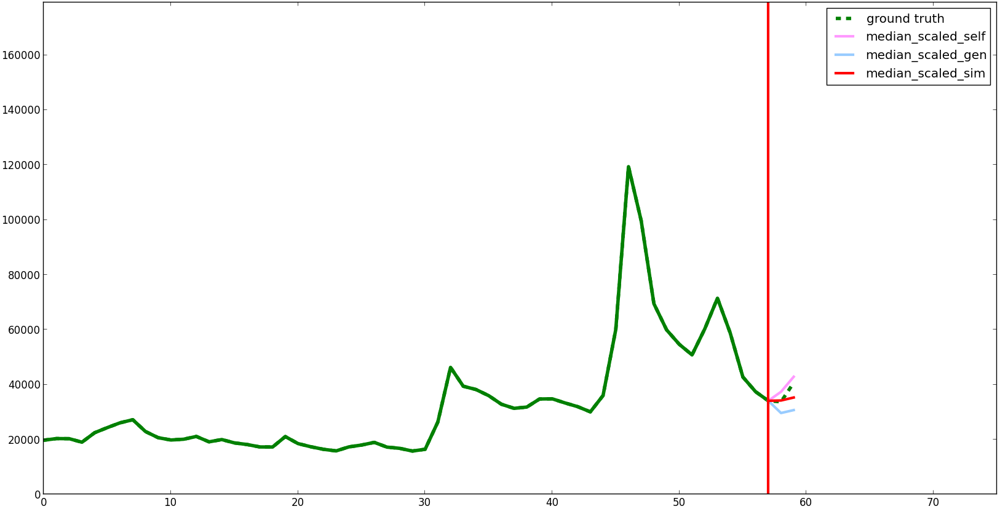 ground truth
median_scaled_self
median_scaled_gen
median_scaled_sim
160000
140000
120000
100000
80000
60000
40000
20000
0
0 10 20 30 40 50 60 70